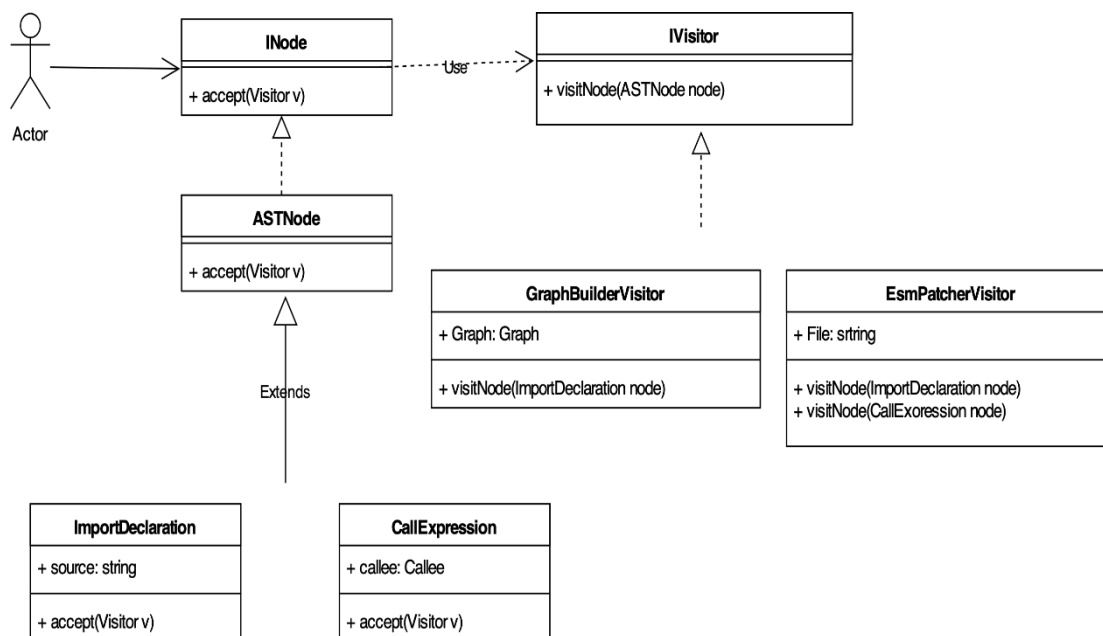 INode
+ accept(Visitor v)
Use
IVisitor
+ visitNode(ASTNode node)
Actor
ASTNode
+ accept(Visitor v)
GraphBuilderVisitor
+ Graph: Graph
+ visitNode(ImportDeclaration node)
EsmPatcherVisitor
+ File: srtring
+ visitNode(ImportDeclaration node)
+ visitNode(CallExoression node)
Extends
ImportDeclaration
+ source: string
+ accept(Visitor v)
CallExpression
+ callee: Callee
+ accept(Visitor v)